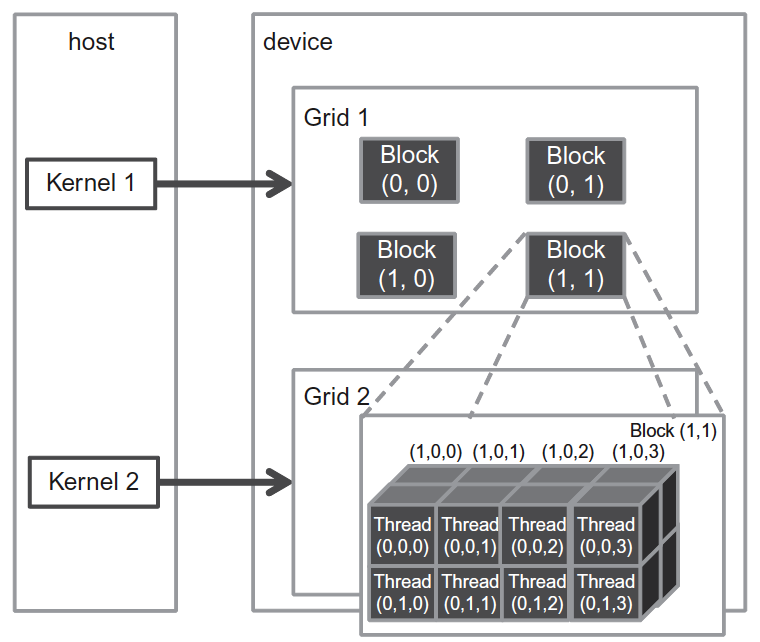 host
device
Grid 1
Block
(0, 0)
Block
(0, 1)
Kernel 1
Block
(1, 0)
Block
(1, 1)
Grid 2
Block (1,1)
(1,0,0) (1,0,1) (1,0,2) (1,0,3)
Kernel 2
Thread
(0,0,0)
Thread
(0,0,1)
Thread
(0,0,2)
Thread
(0,0,3)
Thread
(0,1,0)
Thread
(0,1,1)
Thread
(0,1,2)
Thread
(0,1,3)